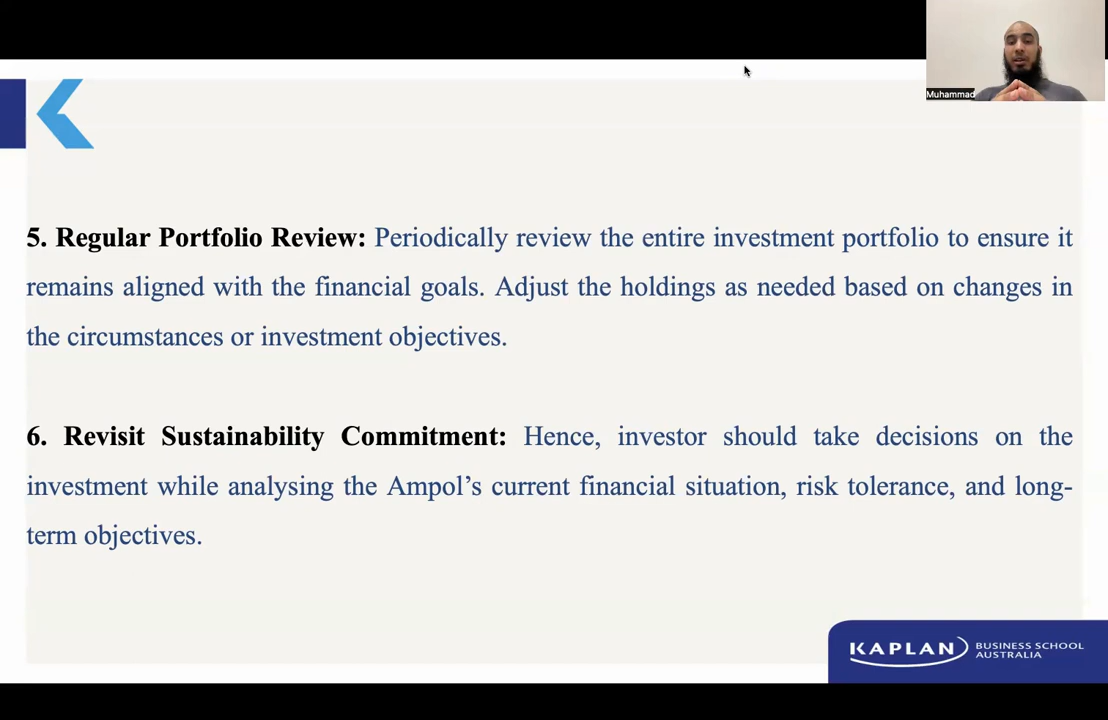 Muhammad
5. Regular Portfolio Review: Periodically review the entire investment portfolio to ensure it
remains aligned with the financial goals. Adjust the holdings as needed based on changes in
the circumstances or investment objectives.
6. Revisit Sustainability Commitment: Hence, investor should take decisions on the
investment while analysing the Ampol’s current financial situation, risk tolerance, and long-
term objectives.
KAPLAN BUSINESS SCHOOL
AUSTRALIA